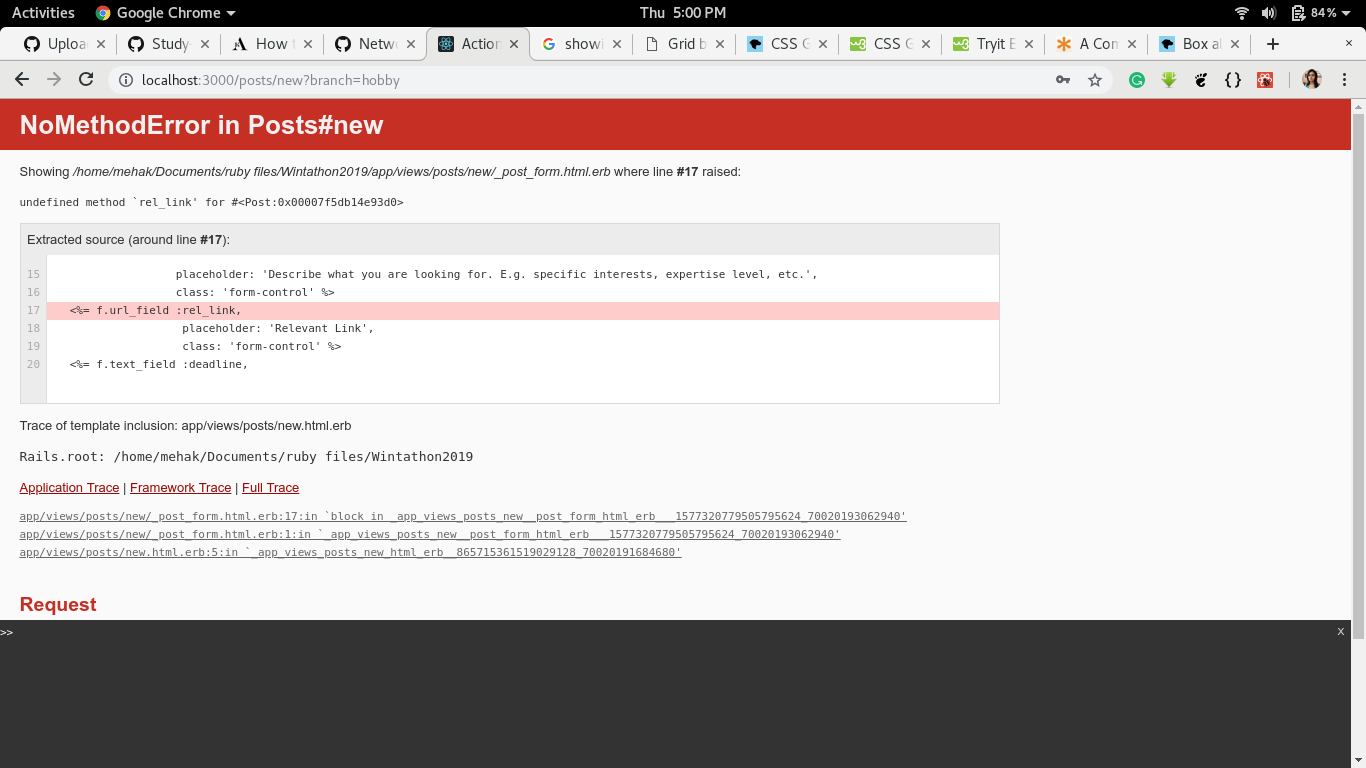 Activities Google Chrome Thu 5:00 PM 84%
Uploa Study- How Netw Action showi Grid b CSS G CSS G Tryit E A Con Box al
localhost:3000/posts/new?branch=hobby
NoMethodError in Posts#new
Showing /home/mehak/Documents/ruby files/Wintathon2019/app/views/posts/new/_post_form.html.erb where line #17 raised:
undefined method `rel_link' for #<Post:0x00007f5db14e93d0>
Extracted source (around line #17):
15 placeholder: 'Describe what you are looking for. E.g. specific interests, expertise level, etc.',
16 class: 'form-control' %>
17 <%= f.url_field :rel_link,
18 placeholder: 'Relevant Link',
19 class: 'form-control' %>
20 <%= f.text_field :deadline,
Trace of template inclusion: app/views/posts/new.html.erb
Rails.root: /home/mehak/Documents/ruby files/Wintathon2019
Application Trace | Framework Trace | Full Trace
app/views/posts/new/_post_form.html.erb:17:in `block in _app_views_posts_new__post_form_html_erb___1577320779505795624_70020193062940'
app/views/posts/new/_post_form.html.erb:1:in `_app_views_posts_new__post_form_html_erb___1577320779505795624_70020193062940'
app/views/posts/new.html.erb:5:in `_app_views_posts_new_html_erb__865715361519029128_70020191684680'
Request
>> x